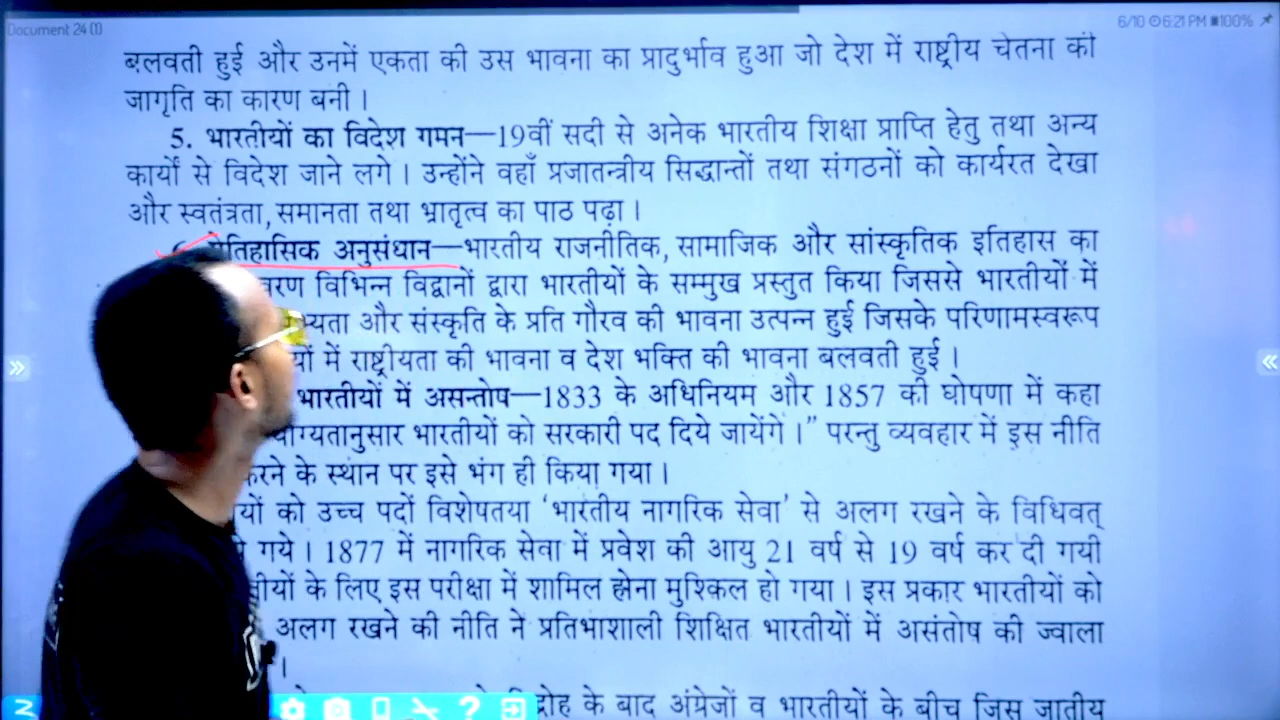 Document 24 (1)
6/10 6:21 PM 100%
बलवती हुई और उनमें एकता की उस भावना का प्रादुर्भाव हुआ जो देश में राष्ट्रीय चेतना की
जागृति का कारण बनी ।
5. भारतीयों का विदेश गमन—19वीं सदी से अनेक भारतीय शिक्षा प्राप्ति हेतु तथा अन्य
कार्यों से विदेश जाने लगे । उन्होंने वहाँ प्रजातन्त्रीय सिद्धान्तों तथा संगठनों को कार्यरत देखा
और स्वतंत्रता, समानता तथा भ्रातृत्व का पाठ पढ़ा ।
अनुसंधान—भारतीय राजनीतिक, सामाजिक और सांस्कृतिक इतिहास का
विभिन्न विद्वानों द्वारा भारतीयों के सम्मुख प्रस्तुत किया जिससे भारतीयों में
और संस्कृति के प्रति गौरव की भावना उत्पन्न हुई जिसके परिणामस्वरूप
में राष्ट्रीयता की भावना व देश भक्ति की भावना बलवती हुई ।
भारतीयों में असन्तोष—1833 के अधिनियम और 1857 की घोषणा में कहा
भारतीयों को सरकारी पद दिये जायेंगे ।” परन्तु व्यवहार में इस नीति
के स्थान पर इसे भंग ही किया गया ।
को उच्च पदों विशेषतया ‘भारतीय नागरिक सेवा’ से अलग रखने के विधिवत्
गये । 1877 में नागरिक सेवा में प्रवेश की आयु 21 वर्ष से 19 वर्ष कर दी गयी
के लिए इस परीक्षा में शामिल होना मुश्किल हो गया । इस प्रकार भारतीयों को
अलग रखने की नीति ने प्रतिभाशाली शिक्षित भारतीयों में असंतोष की ज्वाला
।
के बाद अंग्रेजों व भारतीयों के बीच जिस जातीय